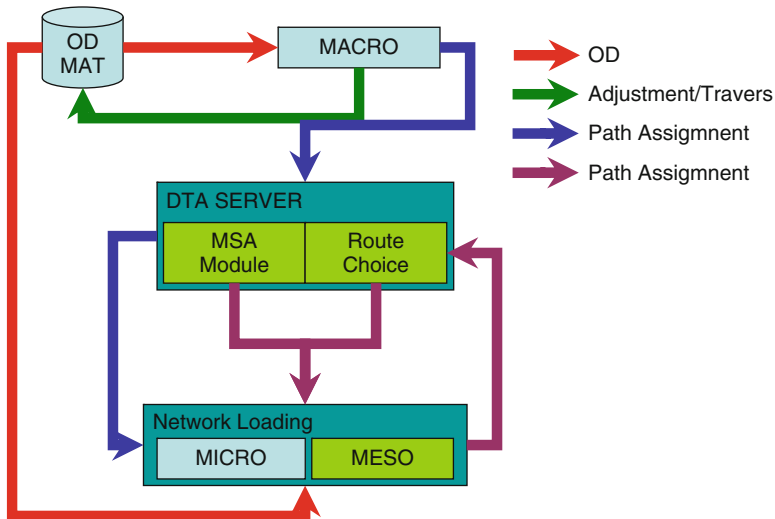 OD
MAT
MACRO
OD
Adjustment/Travers
Path Assigmnent
Path Assigmnent
DTA SERVER
MSA
Module
Route
Choice
Network Loading
MICRO
MESO